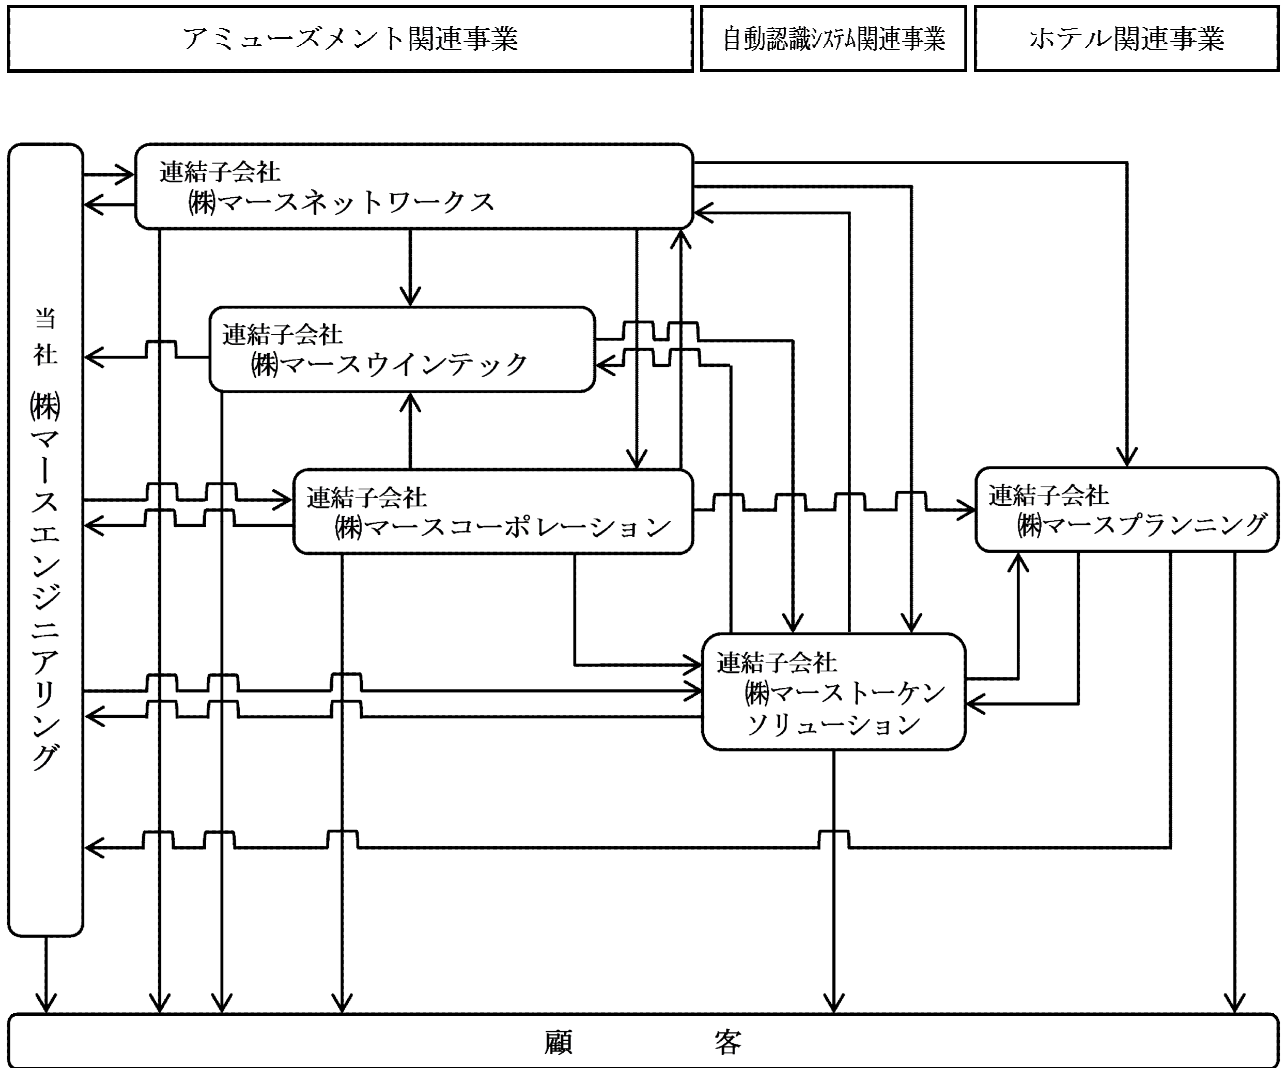 アミューズメント関連事業
自動認識システム関連事業
ホテル関連事業
連結子会社
㈱マースネットワークス
当社 ㈱マースエンジニアリング
連結子会社
㈱マースウインテック
連結子会社
㈱マースコーポレーション
連結子会社
㈱マースプランニング
連結子会社
㈱マーストーケン
ソリューション
顧 客